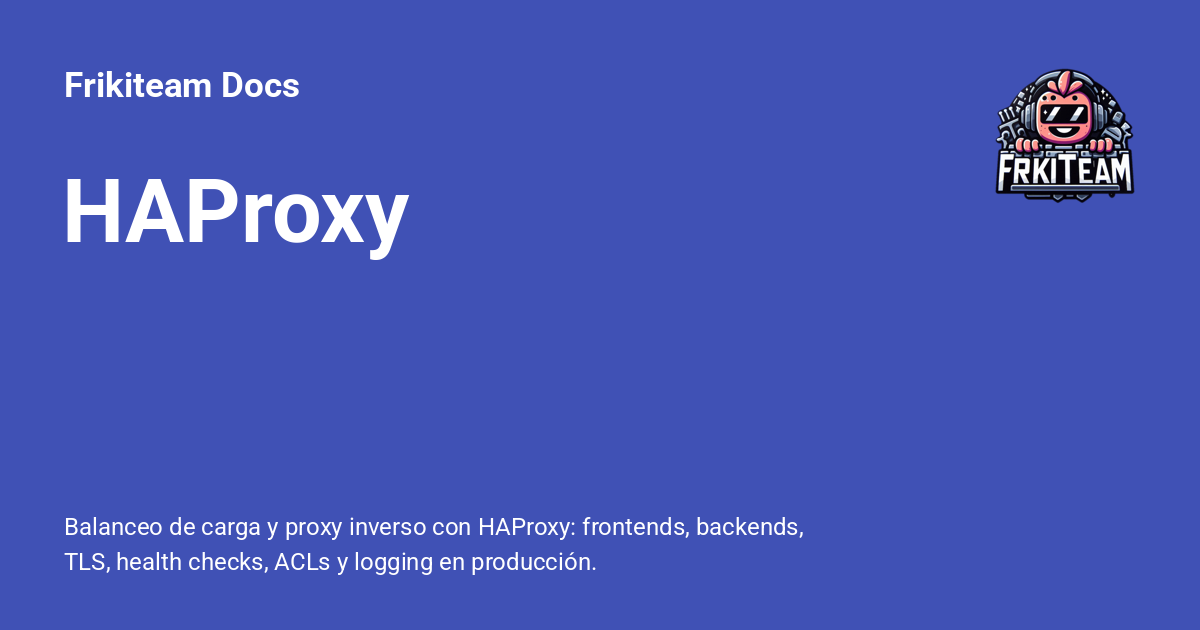 Frikiteam Docs
FRKITEAM
HAProxy
Balanceo de carga y proxy inverso con HAProxy: frontends, backends,
TLS, health checks, ACLs y logging en producción.